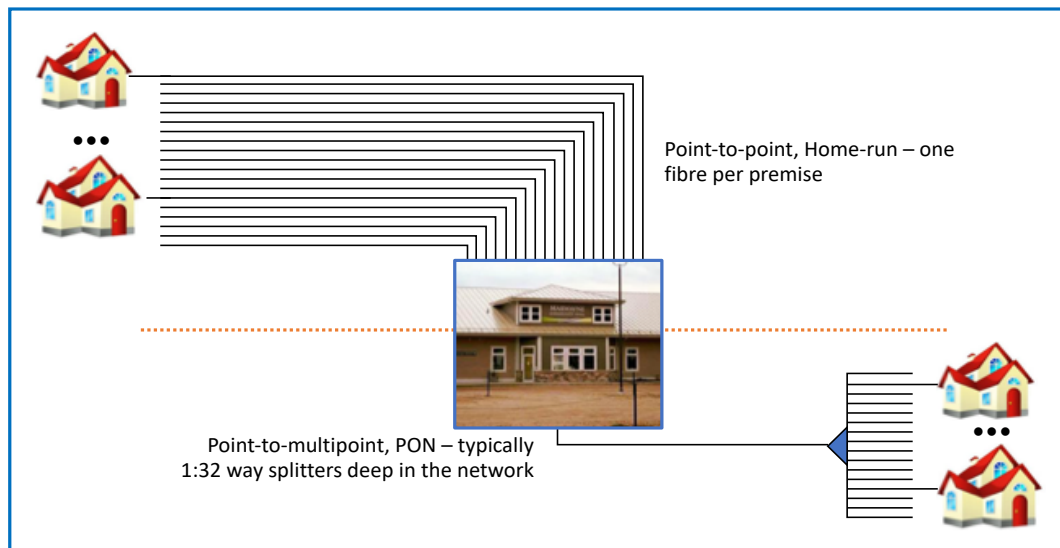 Point-to-point, Home-run – one
fibre per premise
Point-to-multipoint, PON – typically
1:32 way splitters deep in the network